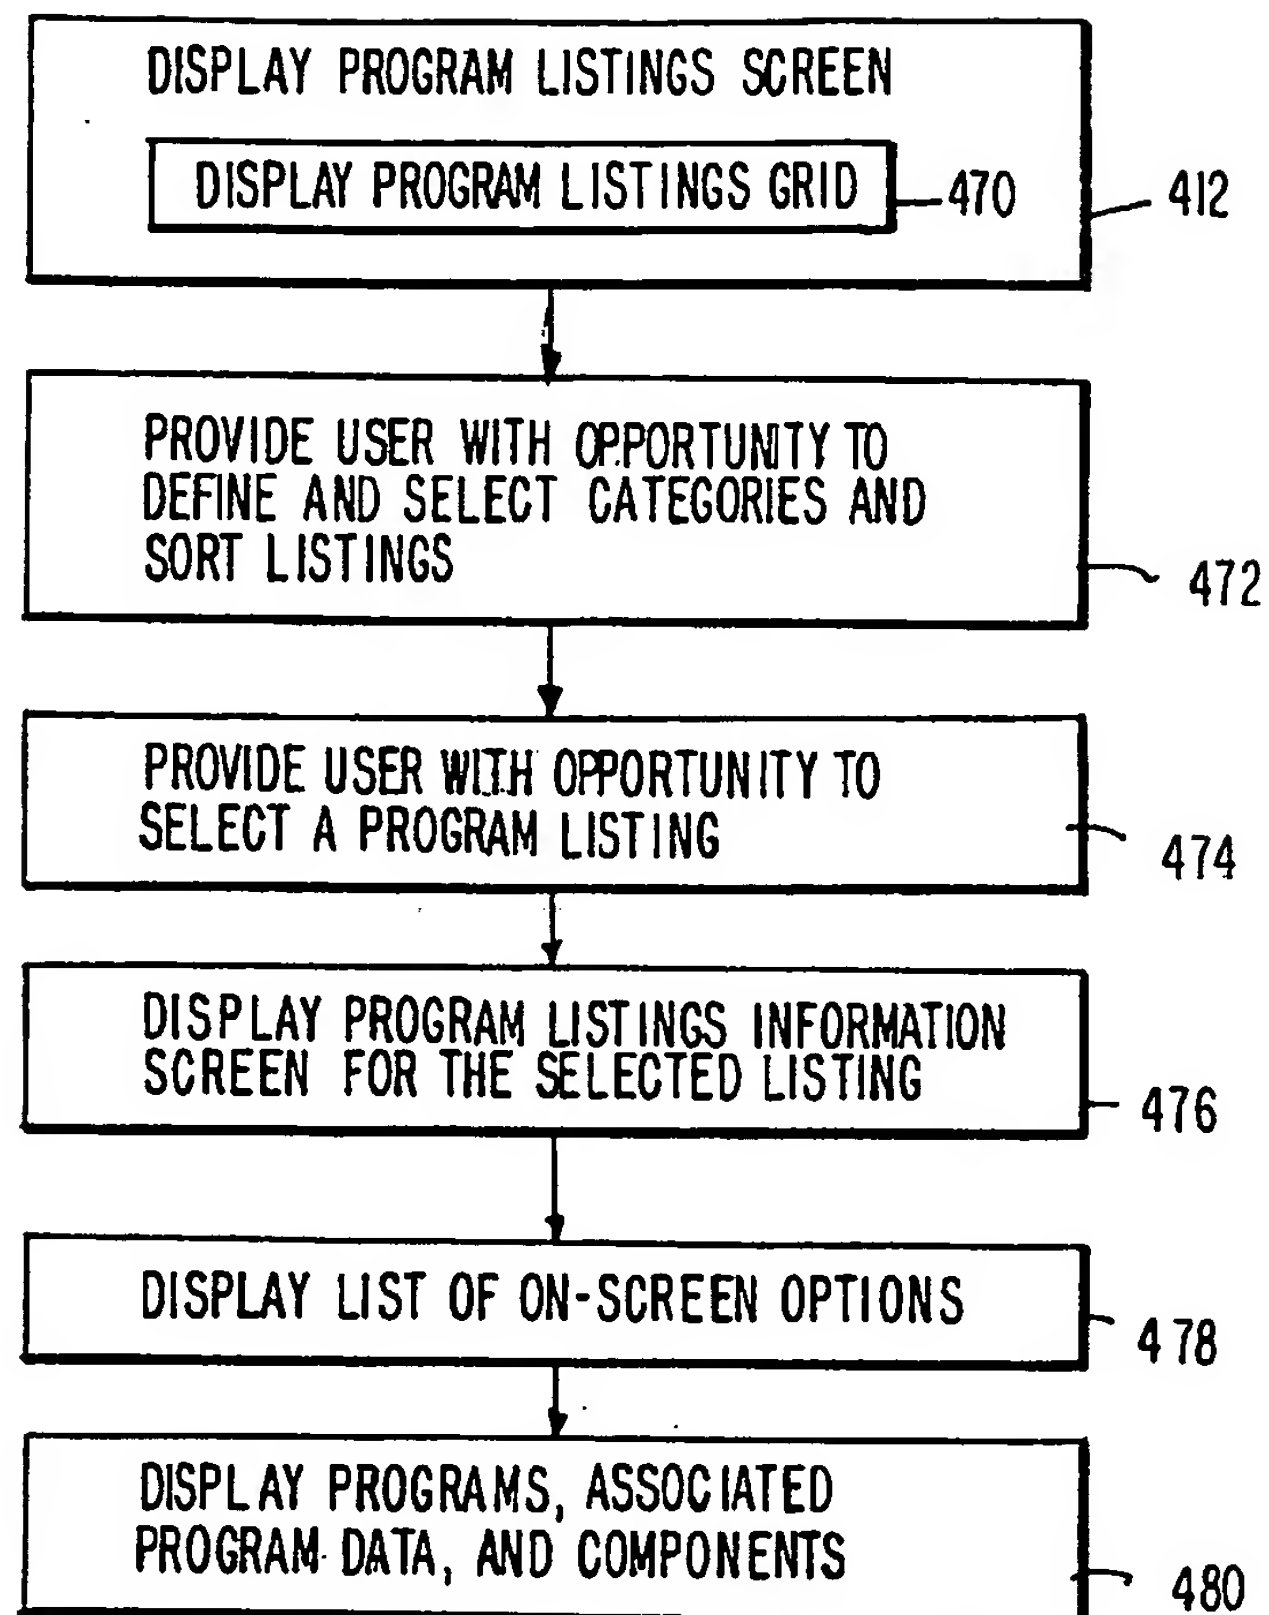 DISPLAY PROGRAM LISTINGS SCREEN
DISPLAY PROGRAM LISTINGS GRID
470
412
PROVIDE USER WITH OPPORTUNITY TO
DEFINE AND SELECT CATEGORIES AND
SORT LISTINGS
472
PROVIDE USER WITH OPPORTUNITY TO
SELECT A PROGRAM LISTING
474
DISPLAY PROGRAM LISTINGS INFORMATION
SCREEN FOR THE SELECTED LISTING
476
DISPLAY LIST OF ON-SCREEN OPTIONS
478
DISPLAY PROGRAMS, ASSOCIATED
PROGRAM DATA, AND COMPONENTS
480